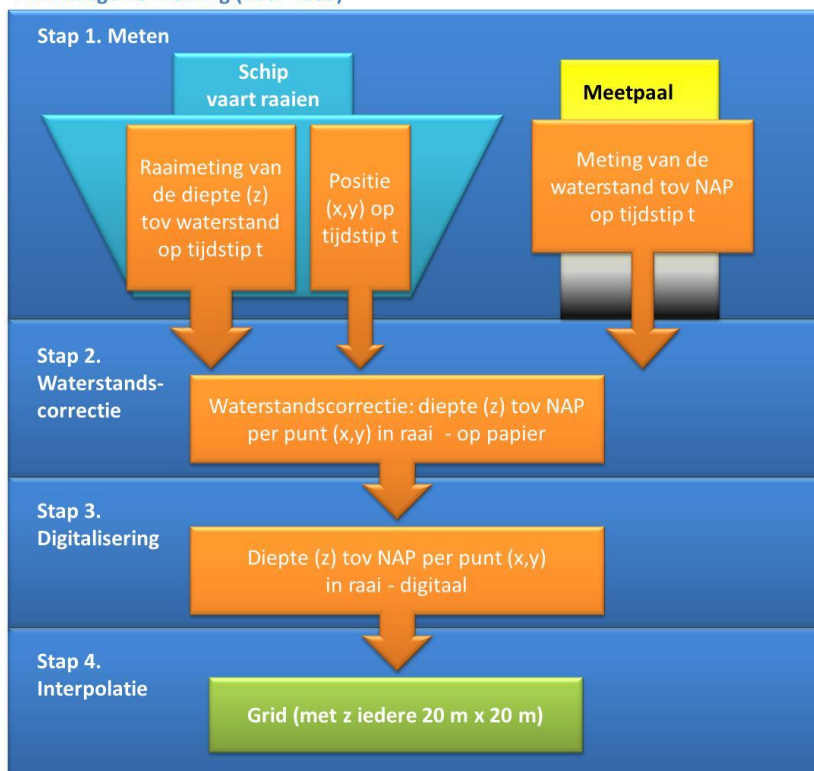 Stap 1. Meten
Schip
vaart raaien
Meetpaal
Raaimeting van
de diepte (z)
tov waterstand
op tijdstip t
Positie
(x,y) op
tijdstip t
Meting van de
waterstand tov NAP
op tijdstip t
Stap 2.
Waterstands-
correctie
Waterstandscorrectie: diepte (z) tov NAP
per punt (x,y) in raai - op papier
Stap 3.
Digitalisering
Diepte (z) tov NAP per punt (x,y)
in raai - digitaal
Stap 4.
Interpolatie
Grid (met z iedere 20 m x 20 m)